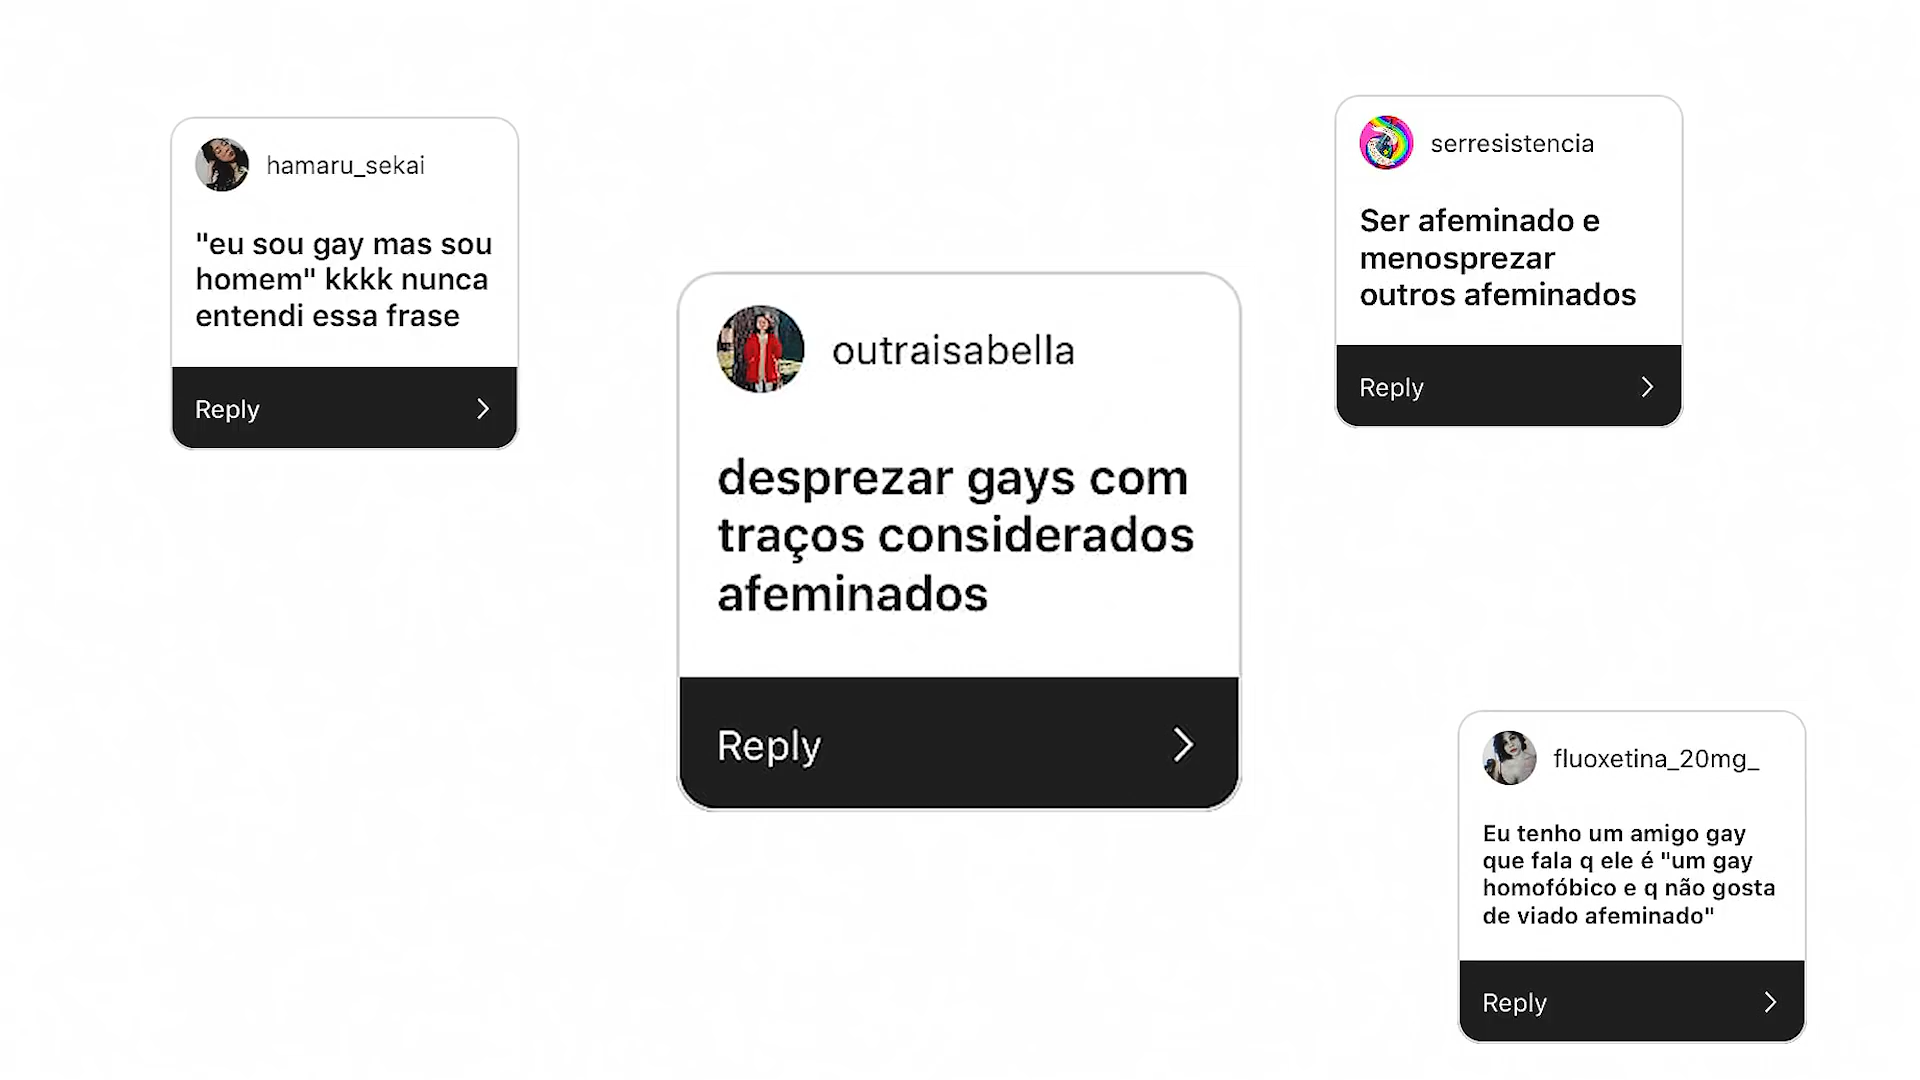 hamaru_sekai
"eu sou gay mas sou
homem" kkkk nunca
entendi essa frase
Reply
outraisabella
desprezar gays com
traços considerados
afeminados
Reply
serresistencia
Ser afeminado e
menosprezar
outros afeminados
Reply
fluoxetina_20mg_
Eu tenho um amigo gay
que fala q ele é "um gay
homofóbico e q não gosta
de viado afeminado"
Reply